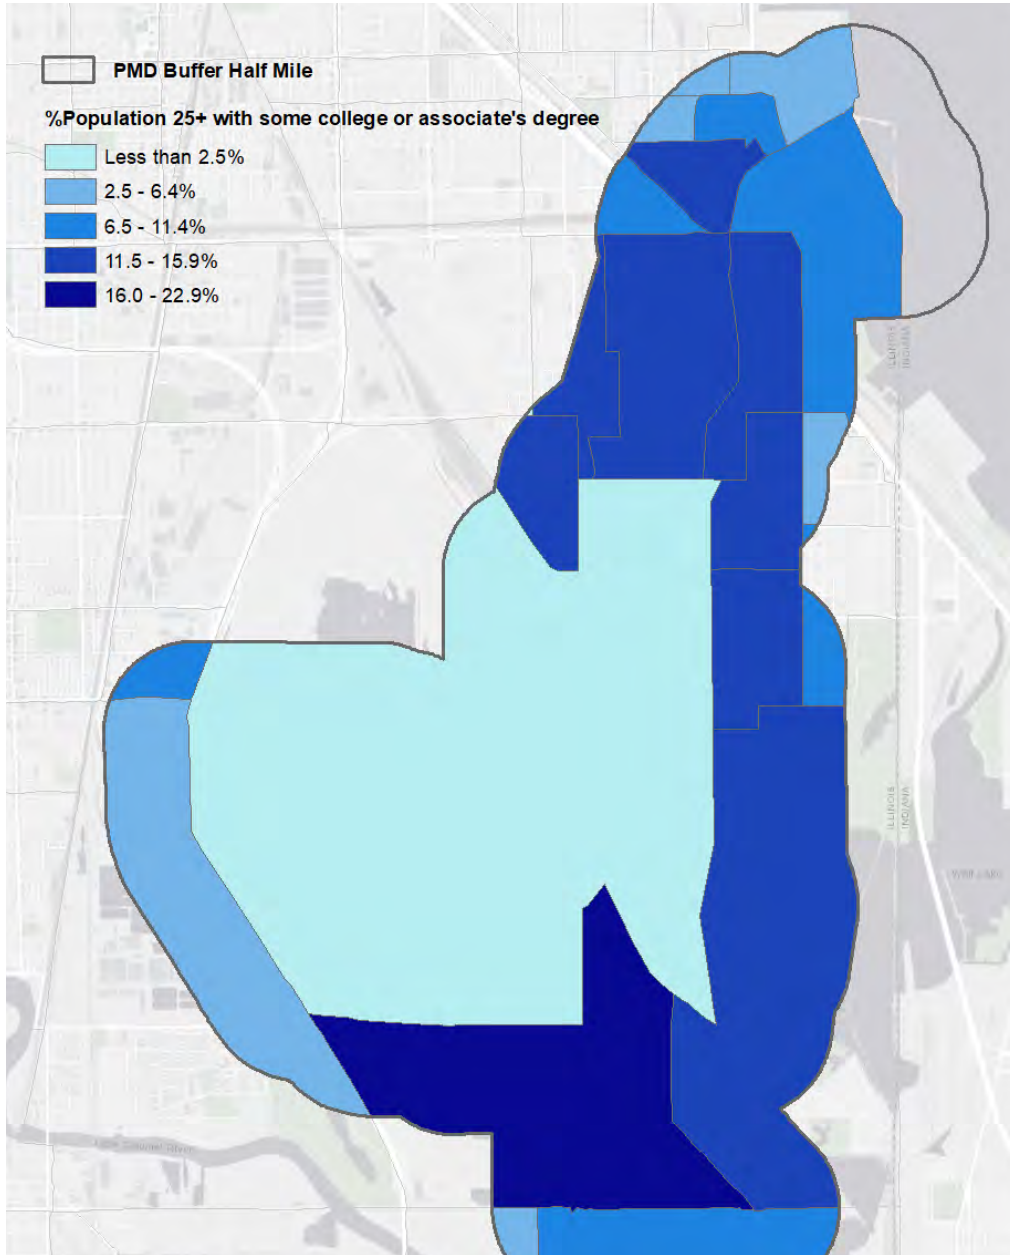 PMD Buffer Half Mile
%Population 25+ with some college or associate's degree
Less than 2.5%
2.5 - 6.4%
6.5 - 11.4%
11.5 - 15.9%
16.0 - 22.9%
ILLINOIS
INDIANA
ILLINOIS
INDIANA